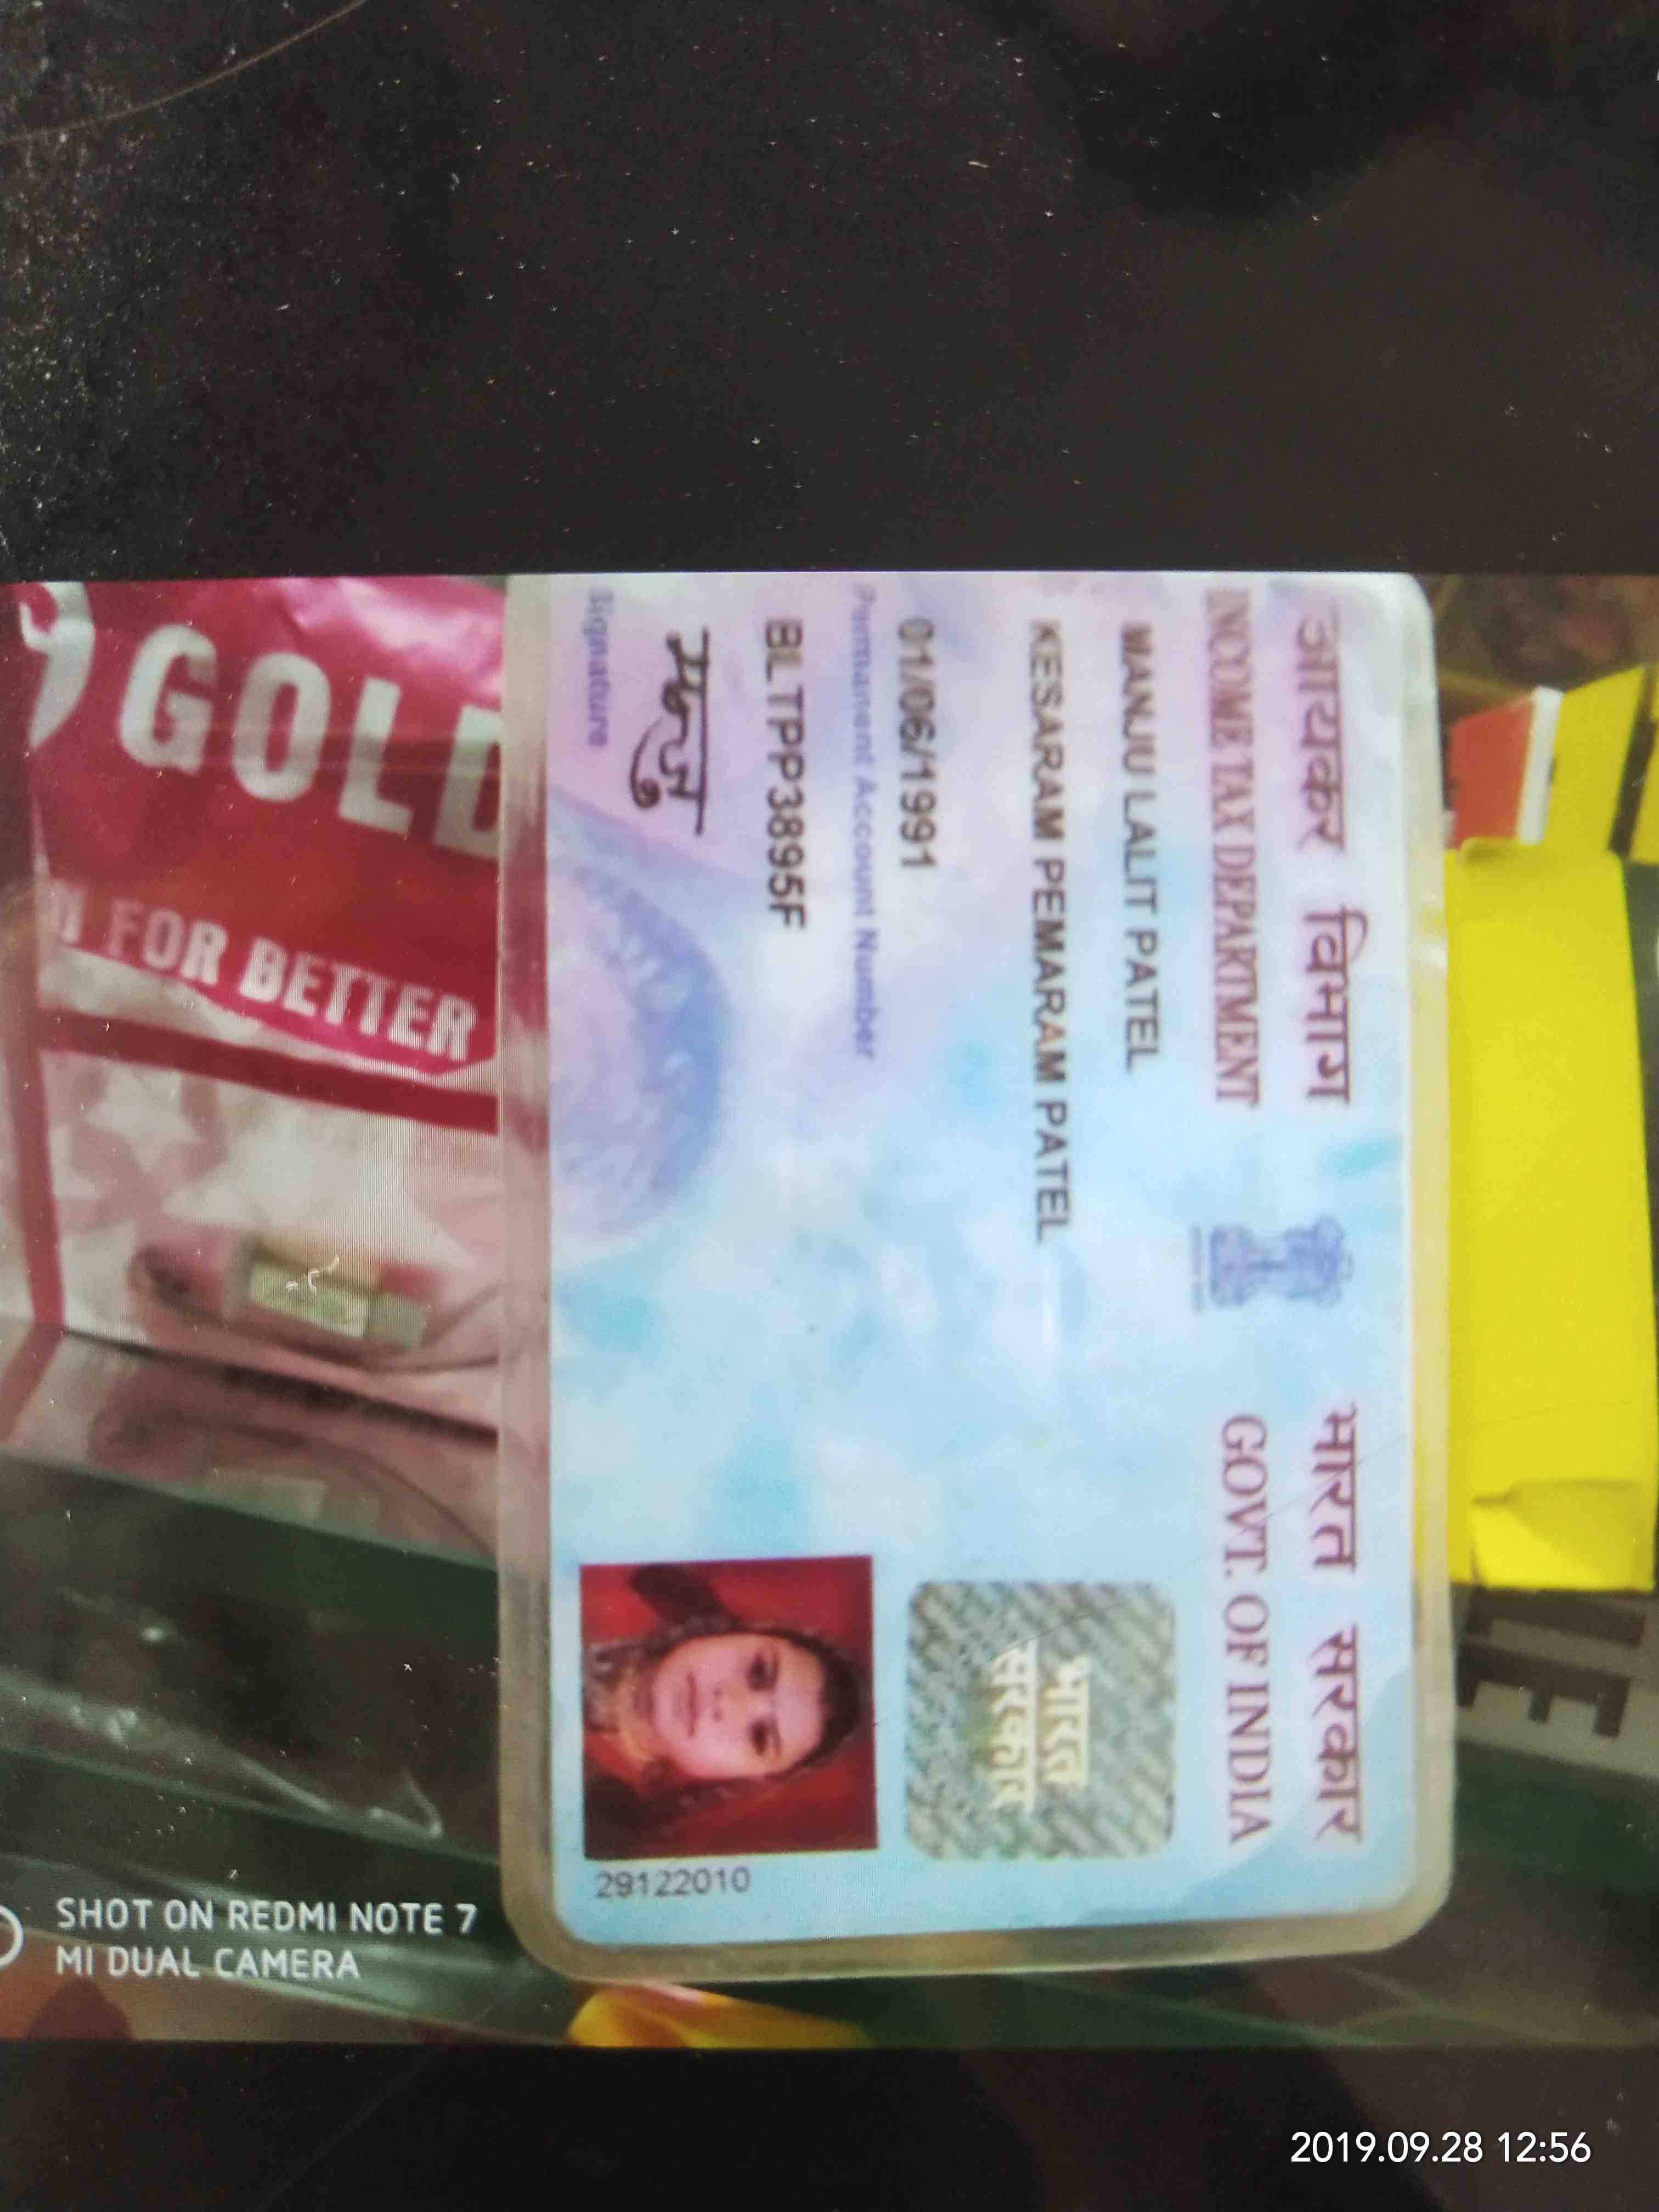 आयकर विभाग
INCOME TAX DEPARTMENT
भारत सरकार
GOVT. OF INDIA
MANJU LALIT PATEL
KESARAM PEMARAM PATEL
01/06/1991
Permanent Account Number
BLTPP3895F
मन्जु
Signature
भारत
सरकार
29122010
GOLD
FOR BETTER
SHOT ON REDMI NOTE 7
MI DUAL CAMERA
2019.09.28 12:56